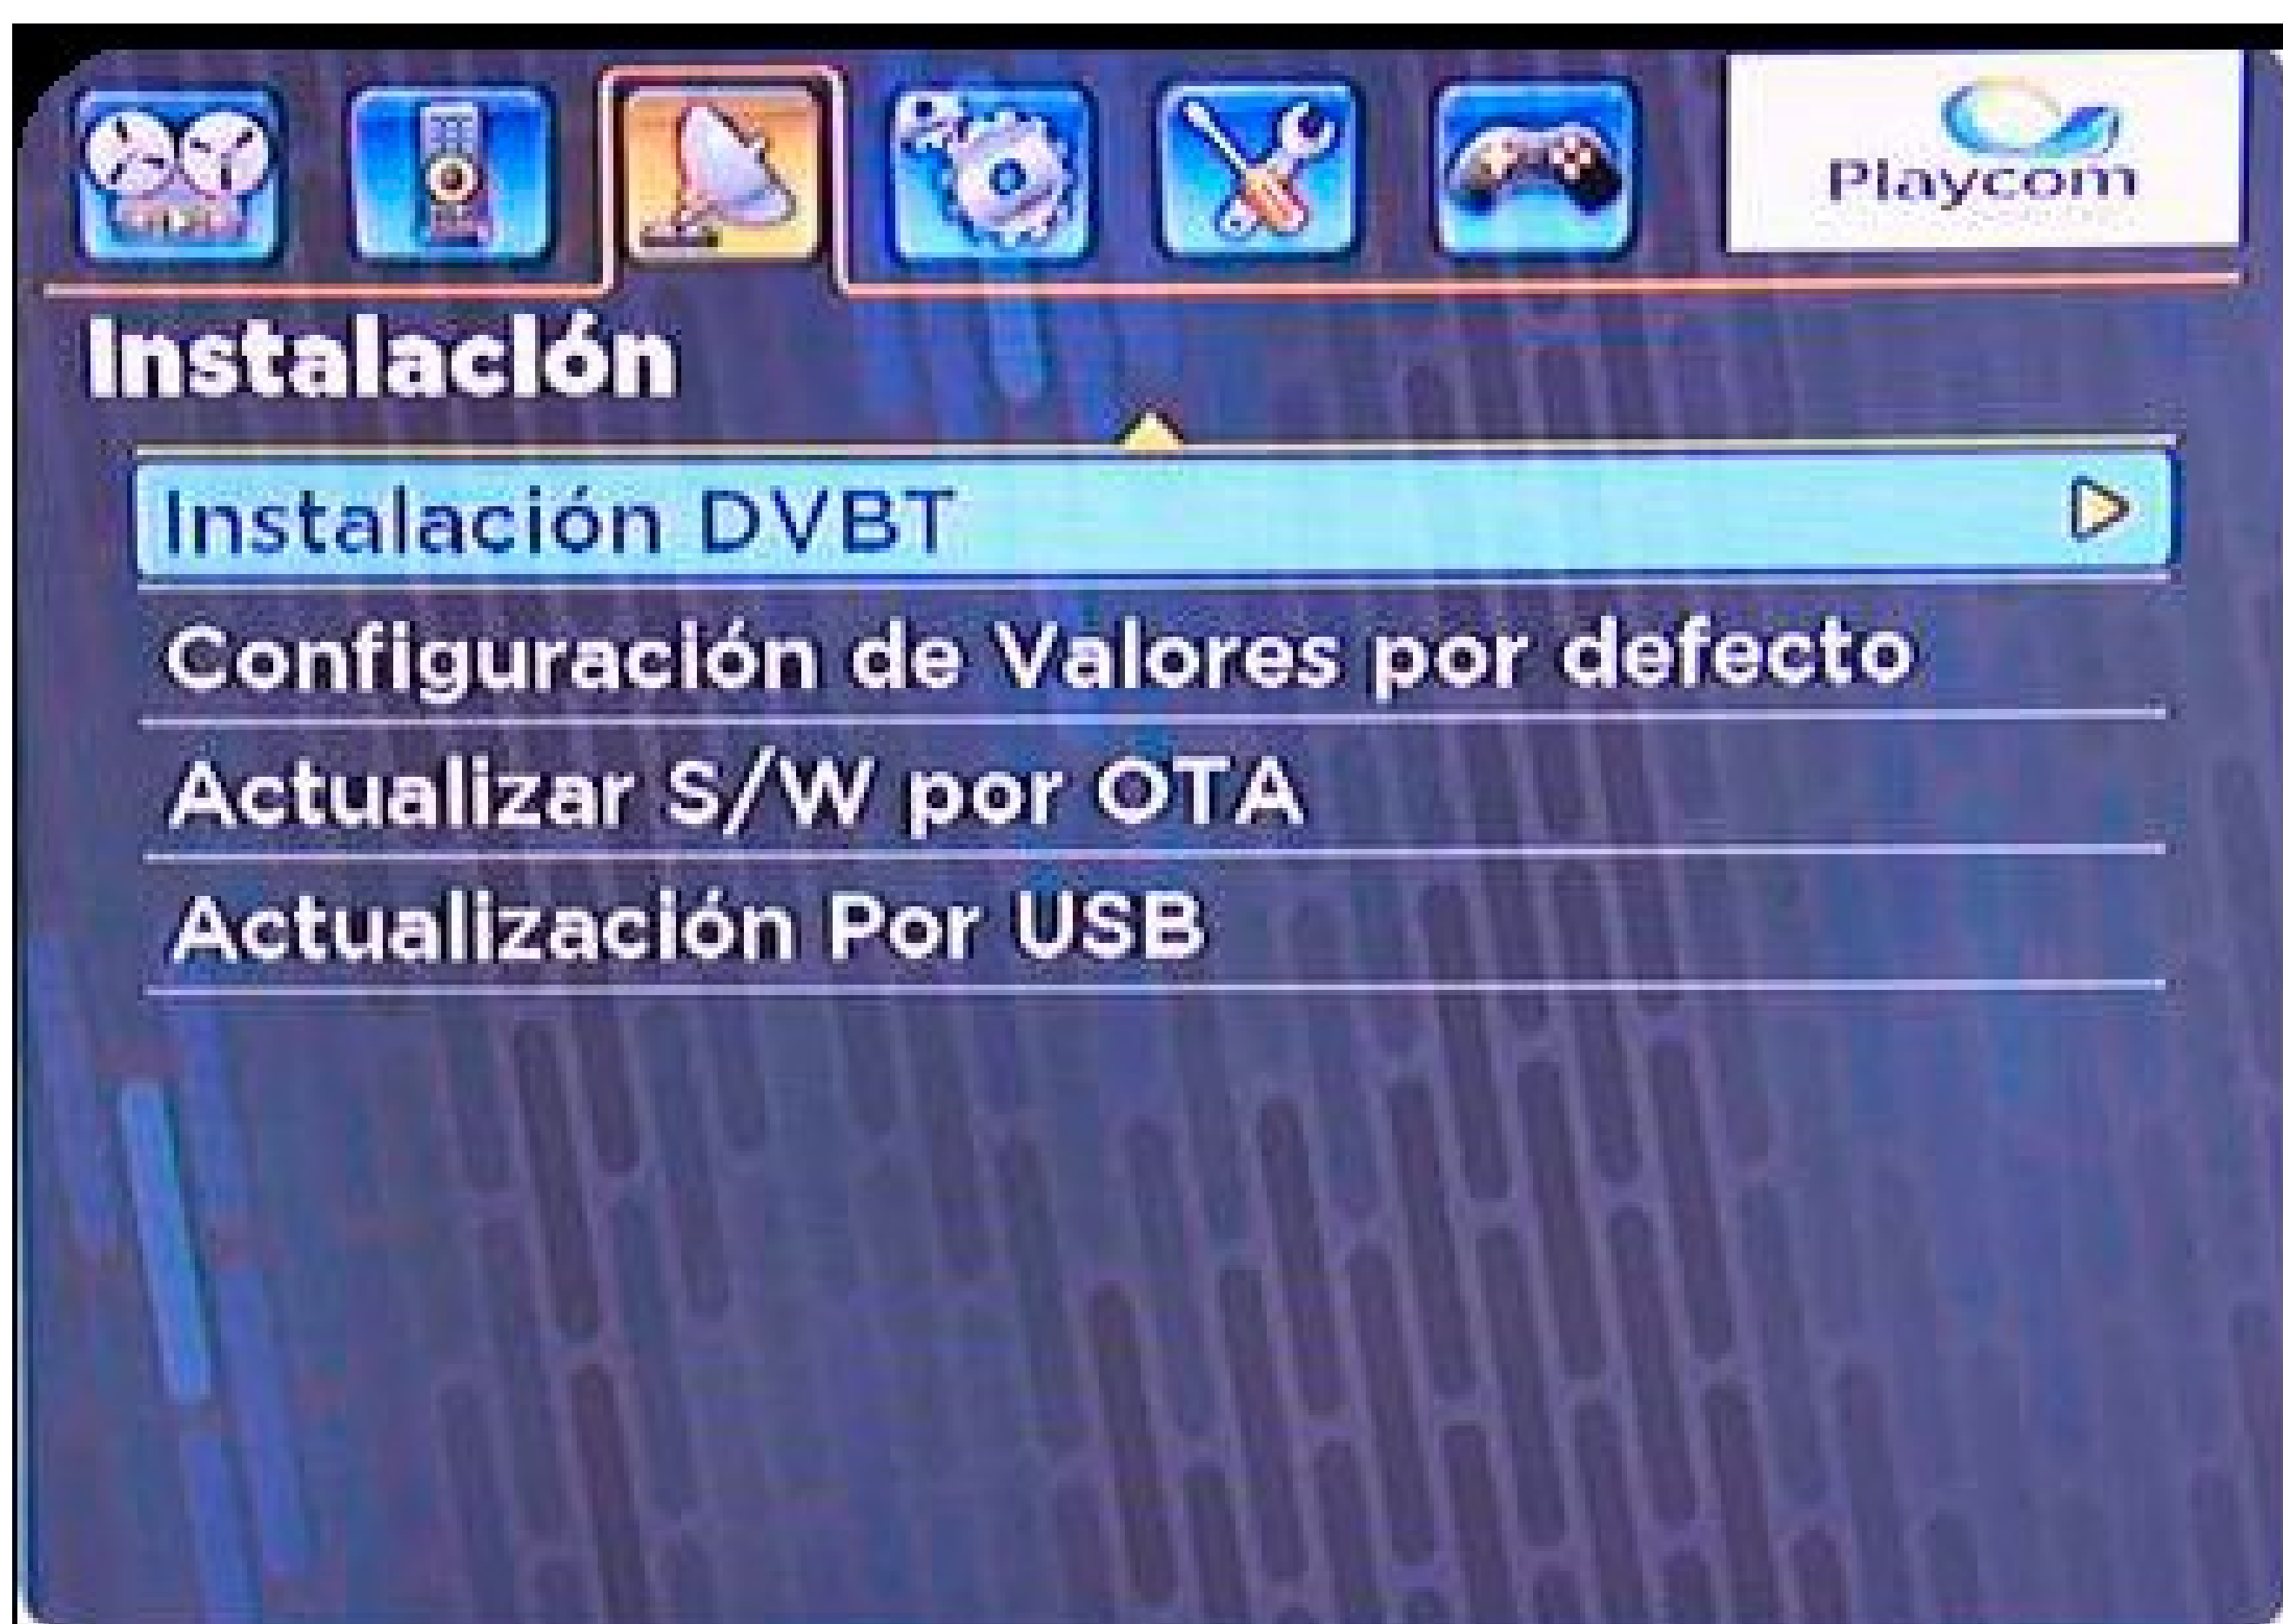 Playcom
Instalación
Instalación DVBT
Configuración de Valores por defecto
Actualizar S/W por OTA
Actualización Por USB